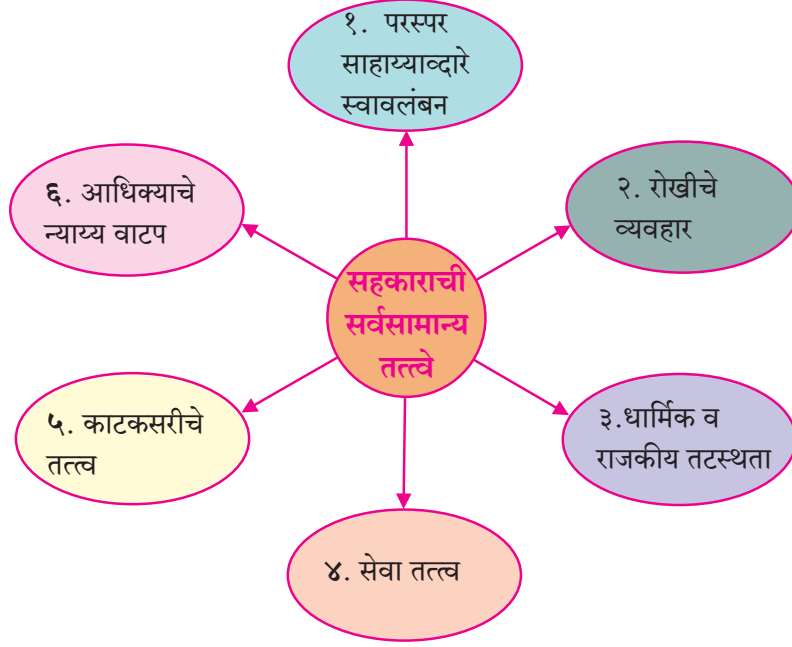 १. परस्पर
साहाय्याव्दारे
स्वावलंबन
६. आधिक्याचे
न्याय्य वाटप
२. रोखीचे
व्यवहार
सहकाराची
सर्वसामान्य
तत्त्वे
५. काटकसरीचे
तत्त्व
३.धार्मिक व
राजकीय तटस्थता
४. सेवा तत्त्व